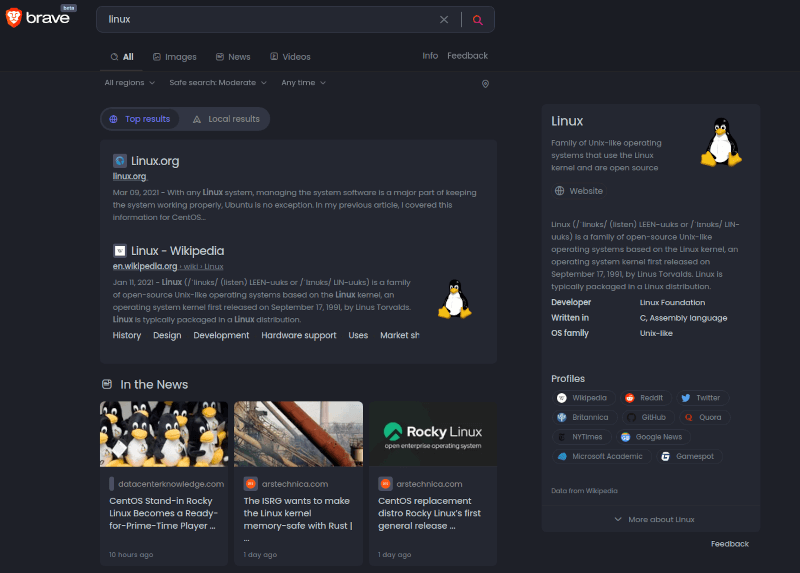 brave beta
linux
All Images News Videos Info Feedback
All regions Safe search: Moderate Any time
Top results Local results
Linux.org
linux.org
Mar 09, 2021 - With any Linux system, managing the system software is a major part of keeping
the system working properly, Ubuntu is no exception. In my previous article, I covered this
information for CentOS...
Linux - Wikipedia
en.wikipedia.org › wiki › Linux
Jan 11, 2021 - Linux (/ˈlinʊks/ (listen) LEEN-uuks or /ˈlɪnʊks/ LIN-uuks) is a family
of open-source Unix-like operating systems based on the Linux kernel, an
operating system kernel first released on September 17, 1991, by Linus Torvalds.
Linux is typically packaged in a Linux distribution.
History Design Development Hardware support Uses Market sh
In the News
Rocky Linux
open enterprise operating system
datacenterknowledge.com
CentOS Stand-in Rocky
Linux Becomes a Ready-
for-Prime-Time Player ...
10 hours ago
arstechnica.com
The ISRG wants to make
the Linux kernel
memory-safe with Rust |
...
1 day ago
arstechnica.com
CentOS replacement
distro Rocky Linux's first
general release ...
1 day ago
Linux
Family of Unix-like operating
systems that use the Linux
kernel and are open source
Website
Linux (/ˈlinʊks/ (listen) LEEN-uuks or /ˈlɪnʊks/ LIN-
uuks) is a family of open-source Unix-like
operating systems based on the Linux kernel, an
operating system kernel first released on
September 17, 1991, by Linus Torvalds. Linux is
typically packaged in a Linux distribution.
Developer Linux Foundation
Written in C, Assembly language
OS family Unix-like
Profiles
Wikipedia Reddit Twitter
Britannica GitHub Quora
NYTimes Google News
Microsoft Academic Gamespot
Data from Wikipedia
More about Linux
Feedback